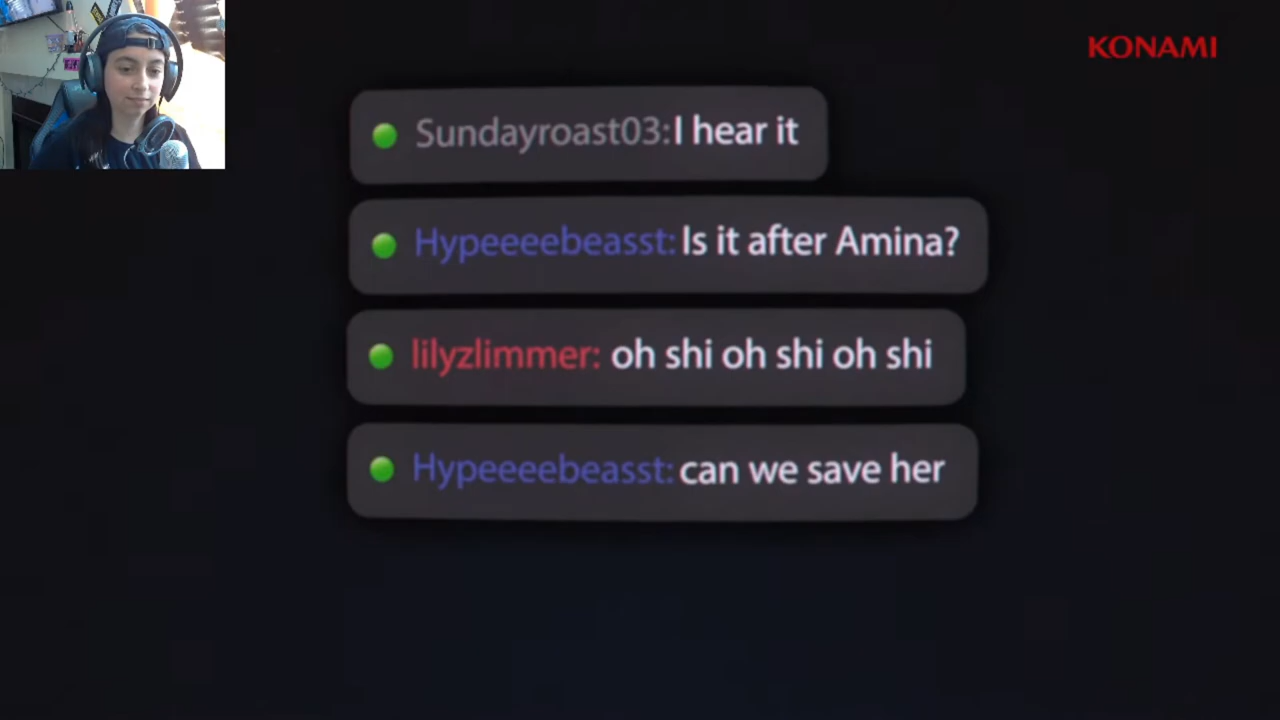 KONAMI
Sundayroast03:I hear it
Hypeeeebeasst: Is it after Amina?
lilyzlimmer: oh shi oh shi oh shi
Hypeeeebeasst: can we save her